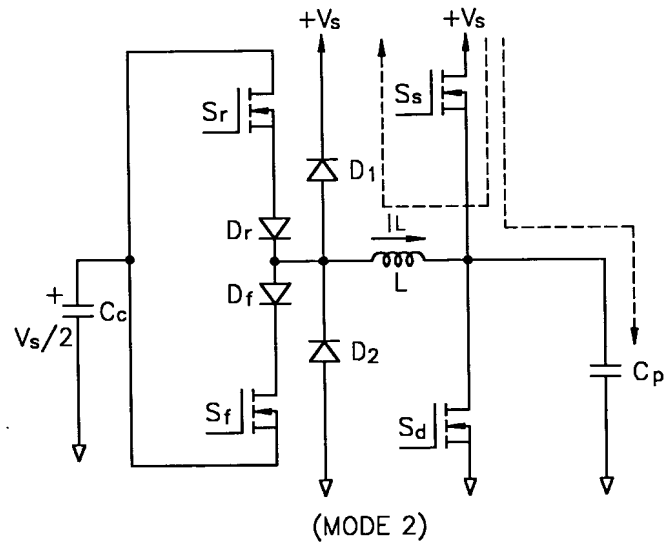 +Vs
+Vs
Sr
Ss
D1
Dr
IL
L
Df
+
Cc
Vs/2
D2
Cp
Sf
Sd
(MODE 2)